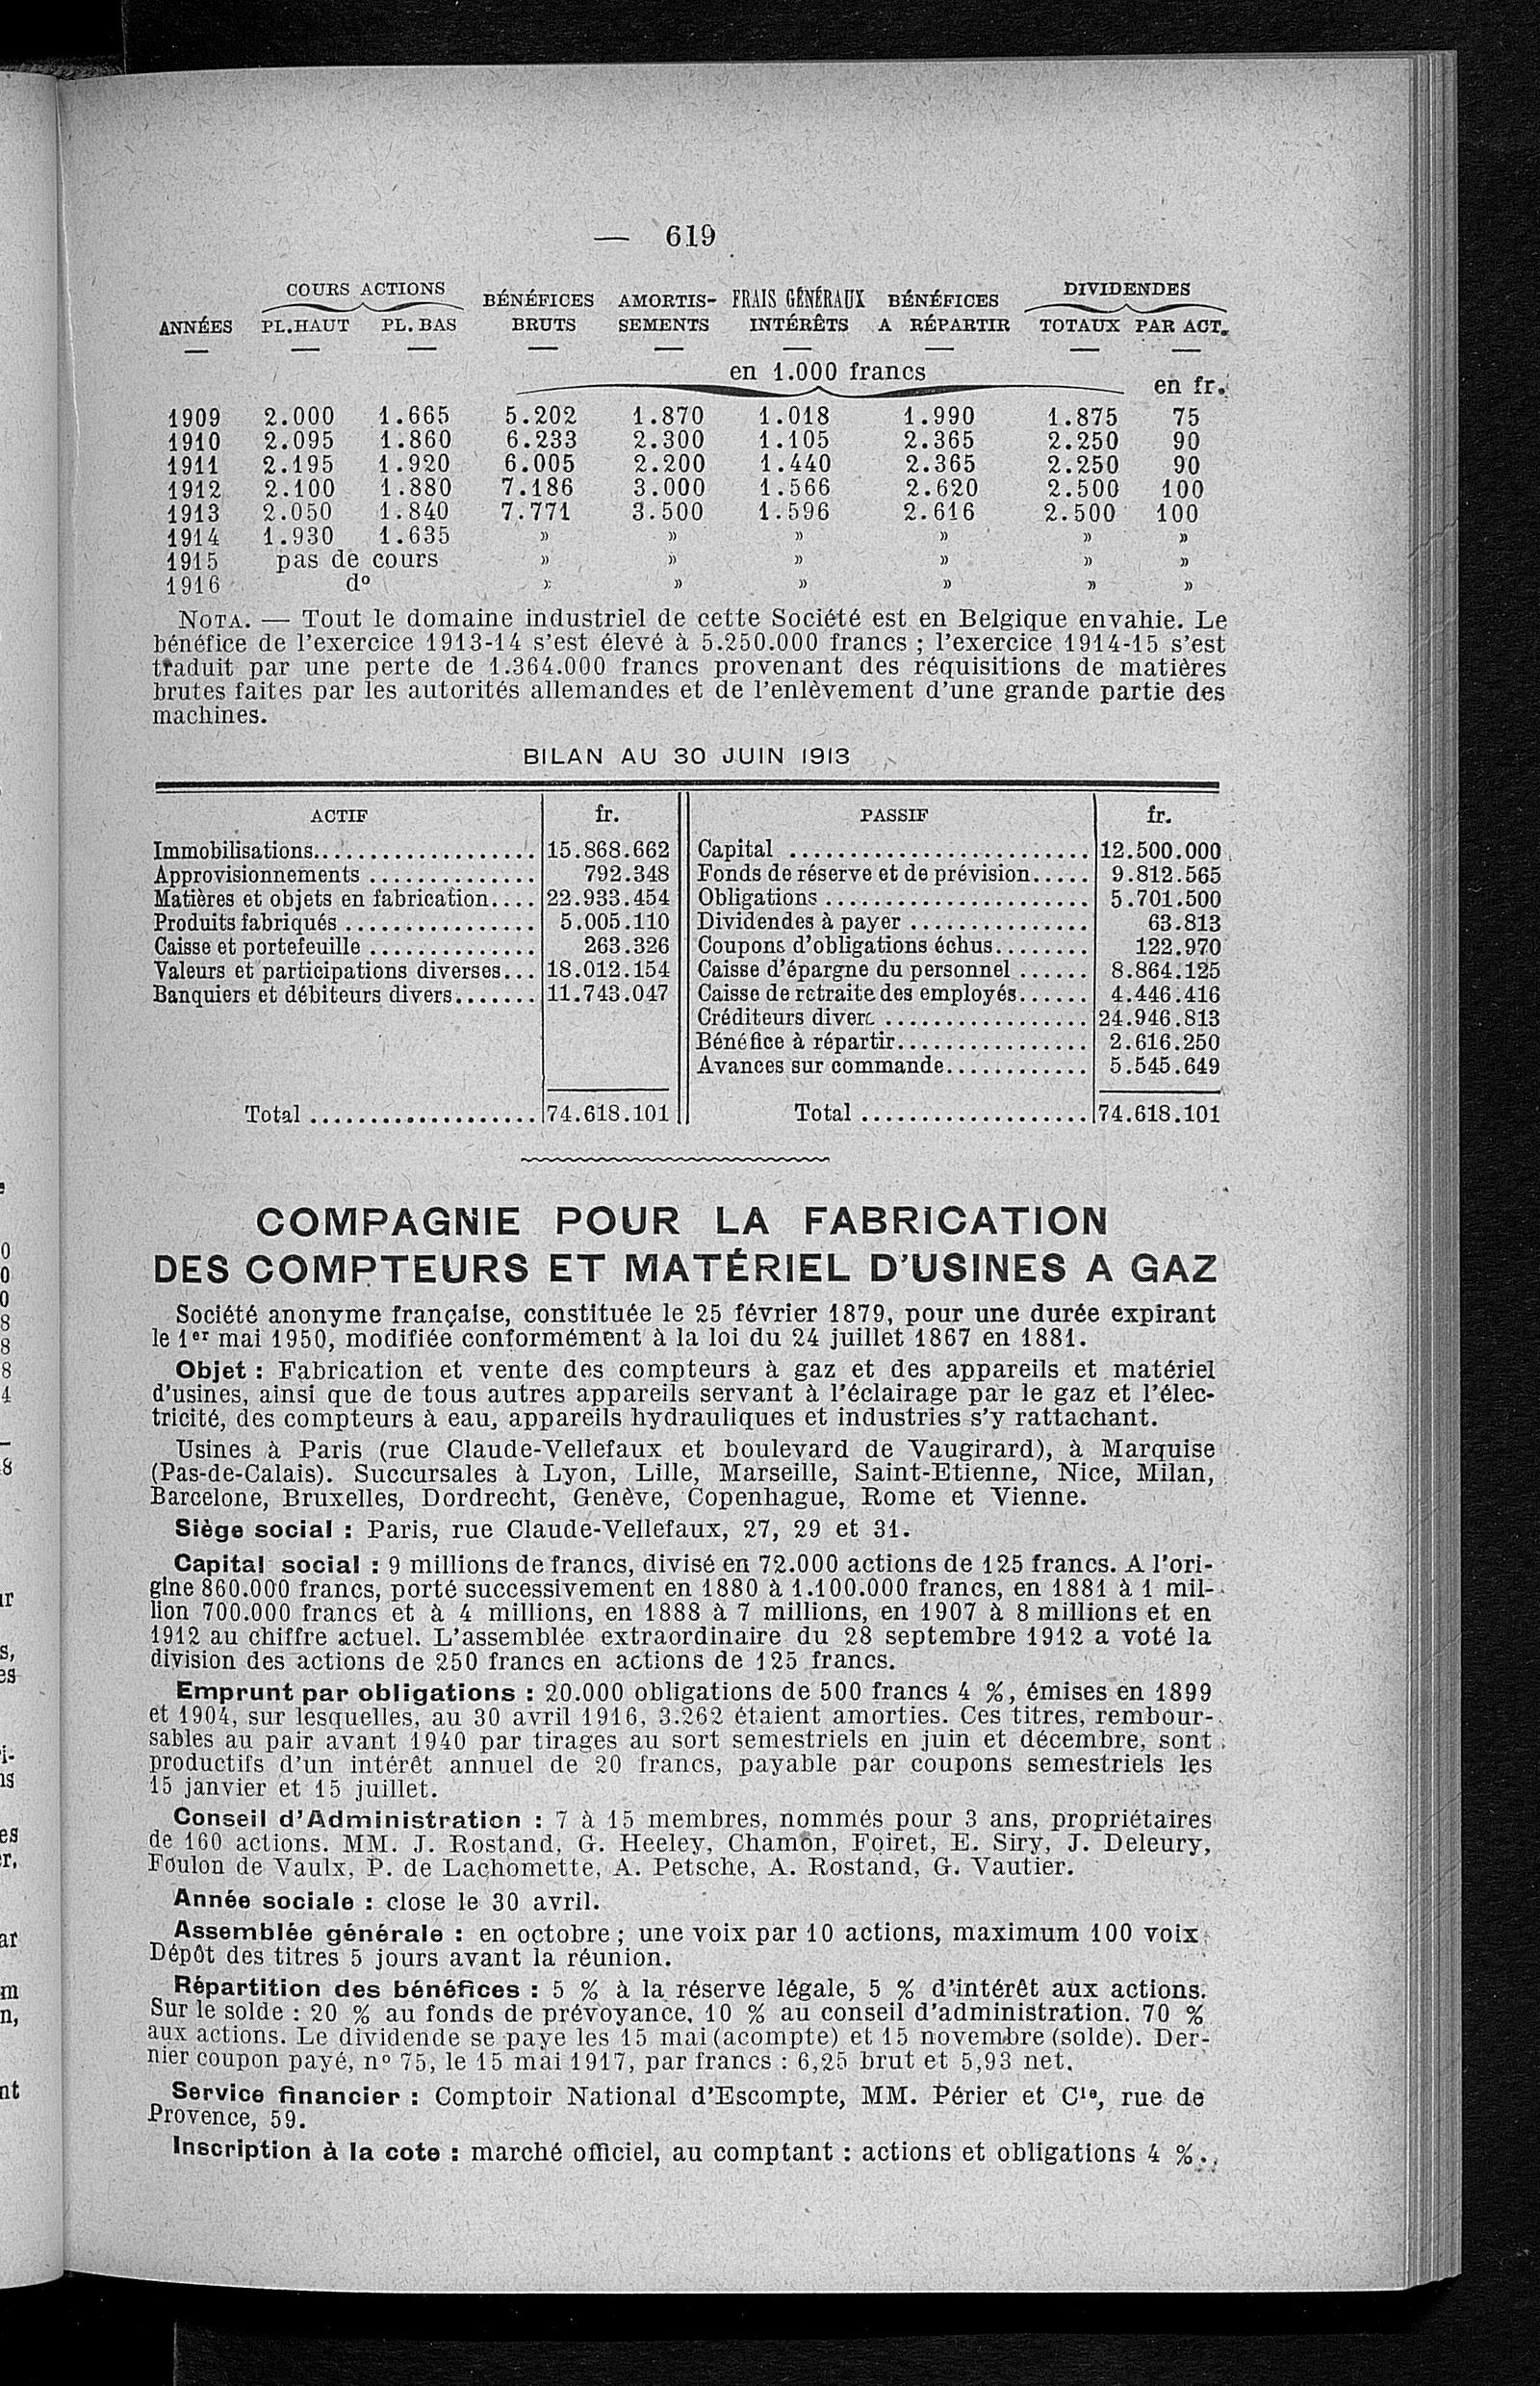 — 619
COURS ACTIONS BÉNÉFICES AMORTIS- FRAIS GÉNÉRAUX BÉNÉFICES DIVIDENDES
ANNÉES PL.HAUT PL.BAS BRUTS SEMENTS INTÉRÊTS A RÉPARTIR TOTAUX PAR ACT.
en 1.000 francs en fr.
1909 2.000 1.665 5.202 1.870 1.018 1.990 1.875 75
1910 2.095 1.860 6.233 2.300 1.105 2.365 2.250 90
1911 2.195 1.920 6.005 2.200 1.440 2.365 2.250 90
1912 2.100 1.880 7.186 3.000 1.566 2.620 2.500 100
1913 2.050 1.840 7.771 3.500 1.596 2.616 2.500 100
1914 1.930 1.635 » » » » » »
1915 pas de cours » » » » » »
1916 dº » » » » » »
NOTA. — Tout le domaine industriel de cette Société est en Belgique envahie. Le
bénéfice de l'exercice 1913-14 s'est élevé à 5.250.000 francs ; l'exercice 1914-15 s'est
traduit par une perte de 1.364.000 francs provenant des réquisitions de matières
brutes faites par les autorités allemandes et de l'enlèvement d'une grande partie des
machines.
BILAN AU 30 JUIN 1913
ACTIF fr. PASSIF fr.
Immobilisations................... 15.868.662 Capital ......................... 12.500.000
Approvisionnements .............. 792.348 Fonds de réserve et de prévision..... 9.812.565
Matières et objets en fabrication.... 22.933.454 Obligations ...................... 5.701.500
Produits fabriqués ................ 5.005.110 Dividendes à payer ............... 63.813
Caisse et portefeuille .............. 263.326 Coupons d'obligations échus........ 122.970
Valeurs et participations diverses... 18.012.154 Caisse d'épargne du personnel ...... 8.864.125
Banquiers et débiteurs divers....... 11.743.047 Caisse de retraite des employés...... 4.446.416
Créditeurs divers ................. 24.946.813
Bénéfice à répartir................ 2.616.250
Avances sur commande............ 5.545.649
Total ................... 74.618.101 Total ................... 74.618.101
COMPAGNIE POUR LA FABRICATION
DES COMPTEURS ET MATÉRIEL D'USINES A GAZ
Société anonyme française, constituée le 25 février 1879, pour une durée expirant
le 1er mai 1950, modifiée conformément à la loi du 24 juillet 1867 en 1881.
Objet : Fabrication et vente des compteurs à gaz et des appareils et matériel
d'usines, ainsi que de tous autres appareils servant à l'éclairage par le gaz et l'élec-
tricité, des compteurs à eau, appareils hydrauliques et industries s'y rattachant.
Usines à Paris (rue Claude-Vellefaux et boulevard de Vaugirard), à Marquise
(Pas-de-Calais). Succursales à Lyon, Lille, Marseille, Saint-Etienne, Nice, Milan,
Barcelone, Bruxelles, Dordrecht, Genève, Copenhague, Rome et Vienne.
Siège social : Paris, rue Claude-Vellefaux, 27, 29 et 31.
Capital social : 9 millions de francs, divisé en 72.000 actions de 125 francs. A l'ori-
gine 860.000 francs, porté successivement en 1880 à 1.100.000 francs, en 1881 à 1 mil-
lion 700.000 francs et à 4 millions, en 1888 à 7 millions, en 1907 à 8 millions et en
1912 au chiffre actuel. L'assemblée extraordinaire du 28 septembre 1912 a voté la
division des actions de 250 francs en actions de 125 francs.
Emprunt par obligations : 20.000 obligations de 500 francs 4 %, émises en 1899
et 1904, sur lesquelles, au 30 avril 1916, 3.262 étaient amorties. Ces titres, rembour-
sables au pair avant 1940 par tirages au sort semestriels en juin et décembre, sont
productifs d'un intérêt annuel de 20 francs, payable par coupons semestriels les
15 janvier et 15 juillet.
Conseil d'Administration : 7 à 15 membres, nommés pour 3 ans, propriétaires
de 160 actions. MM. J. Rostand, G. Heeley, Chamon, Foiret, E. Siry, J. Deleury,
Foulon de Vaulx, P. de Lachomette, A. Petsche, A. Rostand, G. Vautier.
Année sociale : close le 30 avril.
Assemblée générale : en octobre ; une voix par 10 actions, maximum 100 voix
Dépôt des titres 5 jours avant la réunion.
Répartition des bénéfices : 5 % à la réserve légale, 5 % d'intérêt aux actions.
Sur le solde : 20 % au fonds de prévoyance, 10 % au conseil d'administration. 70 %
aux actions. Le dividende se paye les 15 mai (acompte) et 15 novembre (solde). Der-
nier coupon payé, nº 75, le 15 mai 1917, par francs : 6,25 brut et 5,93 net.
Service financier : Comptoir National d'Escompte, MM. Périer et Cie, rue de
Provence, 59.
Inscription à la cote : marché officiel, au comptant : actions et obligations 4 %.